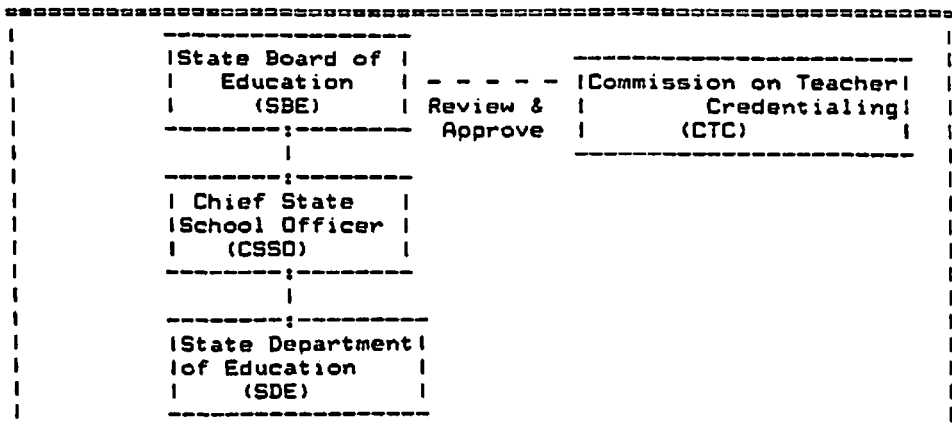 State Board of
Education
(SBE)
Review &
Approve
Commission on Teacher
Credentialing
(CTC)
Chief State
School Officer
(CSSO)
State Department
of Education
(SDE)